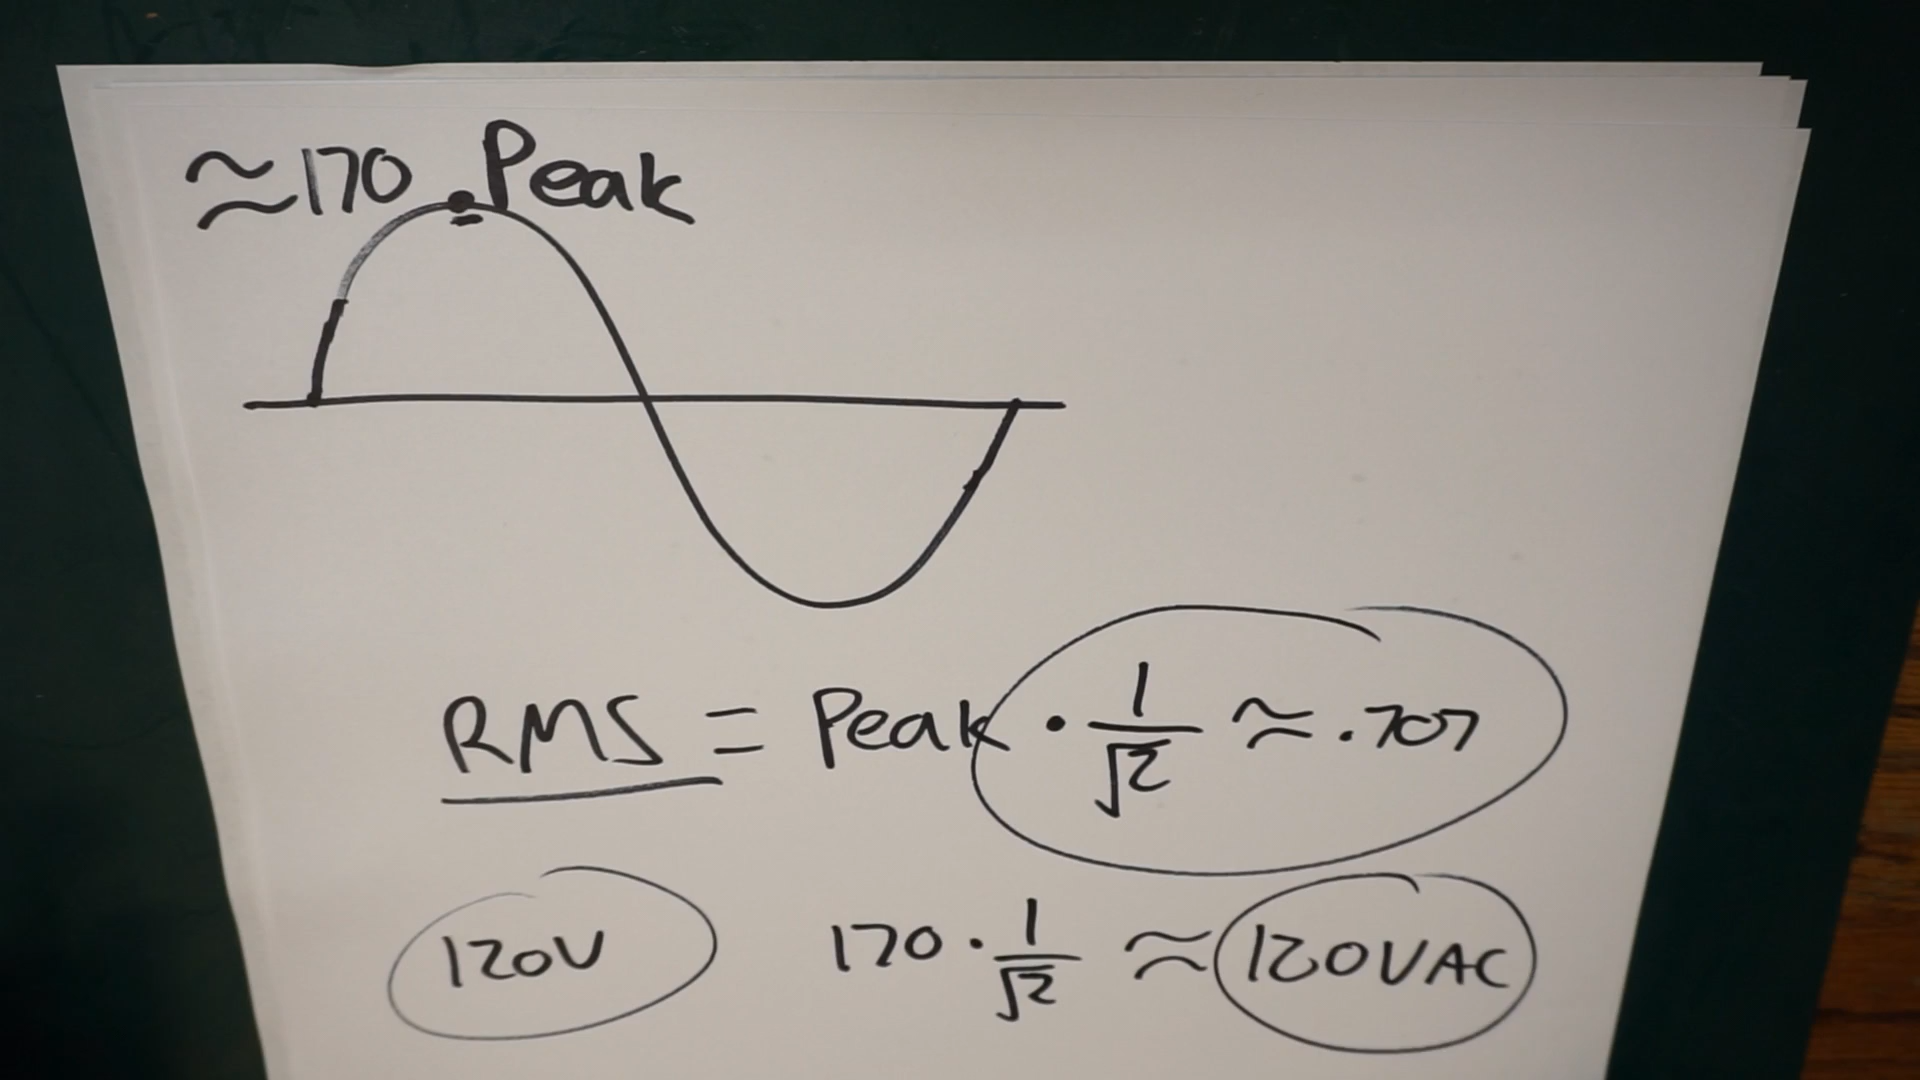 ≈170 Peak
RMS = Peak · 1/√2 ≈ .707
120V 170 · 1/√2 ≈ 120VAC